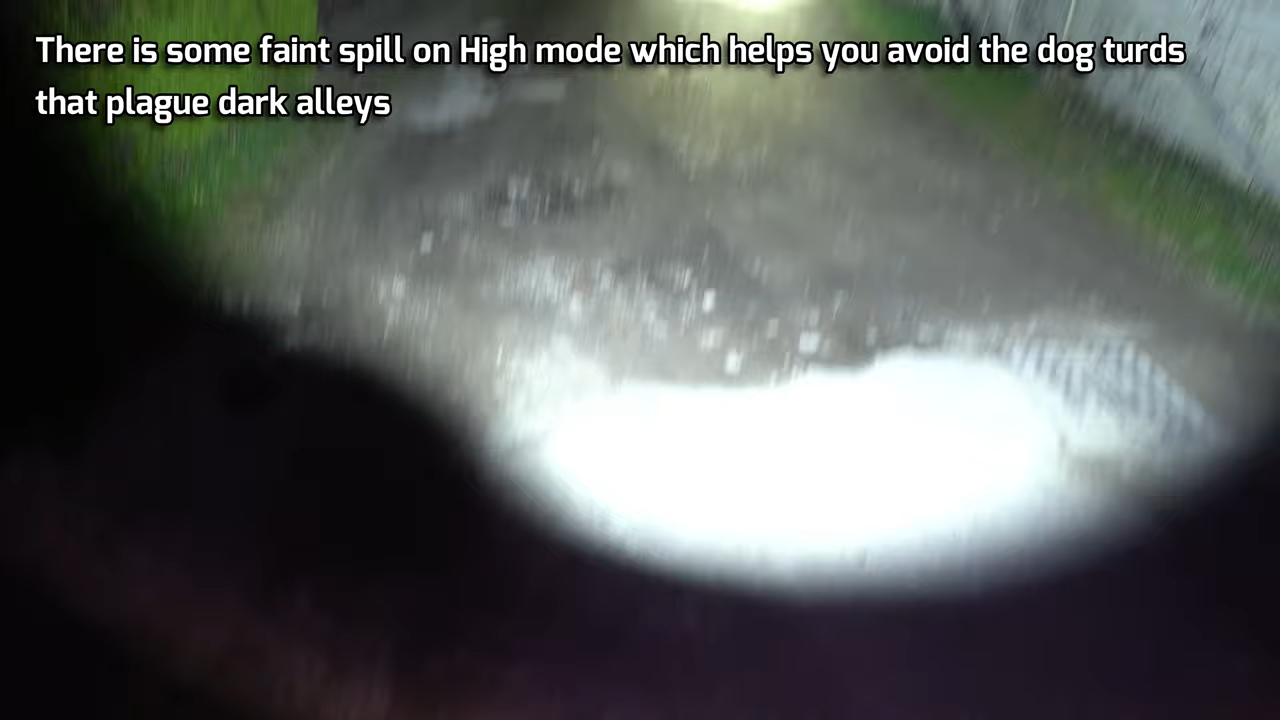 There is some faint spill on High mode which helps you avoid the dog turds
that plague dark alleys